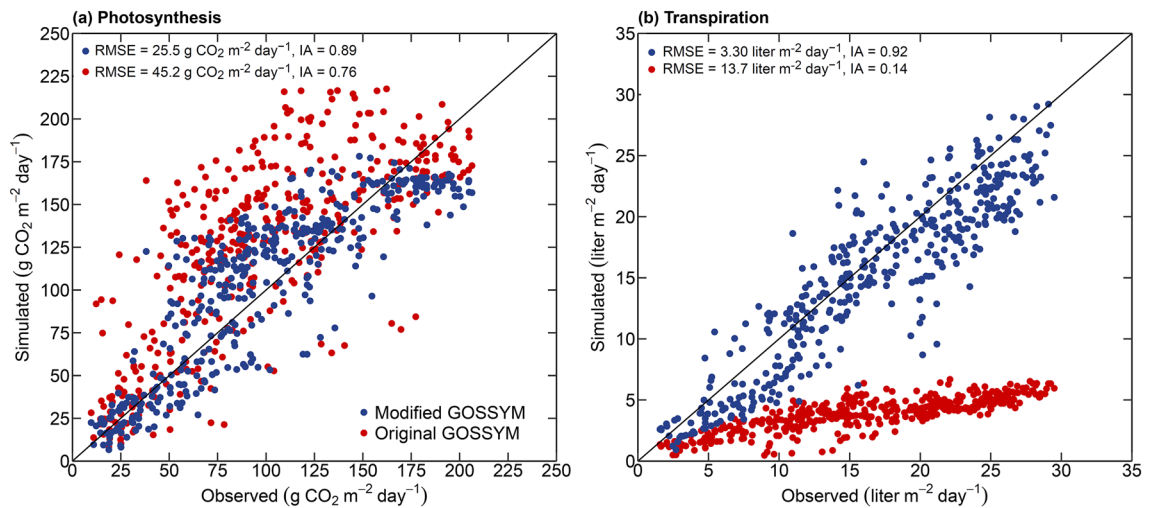 (a) Photosynthesis
250
225
200
175
150
125
100
75
50
25
0
Simulated (g CO₂ m⁻² day⁻¹)
RMSE = 25.5 g CO₂ m⁻² day⁻¹, IA = 0.89
RMSE = 45.2 g CO₂ m⁻² day⁻¹, IA = 0.76
Modified GOSSYM
Original GOSSYM
0 25 50 75 100 125 150 175 200 225 250
Observed (g CO₂ m⁻² day⁻¹)
(b) Transpiration
35
30
25
20
15
10
5
0
Simulated (liter m⁻² day⁻¹)
RMSE = 3.30 liter m⁻² day⁻¹, IA = 0.92
RMSE = 13.7 liter m⁻² day⁻¹, IA = 0.14
0 5 10 15 20 25 30 35
Observed (liter m⁻² day⁻¹)